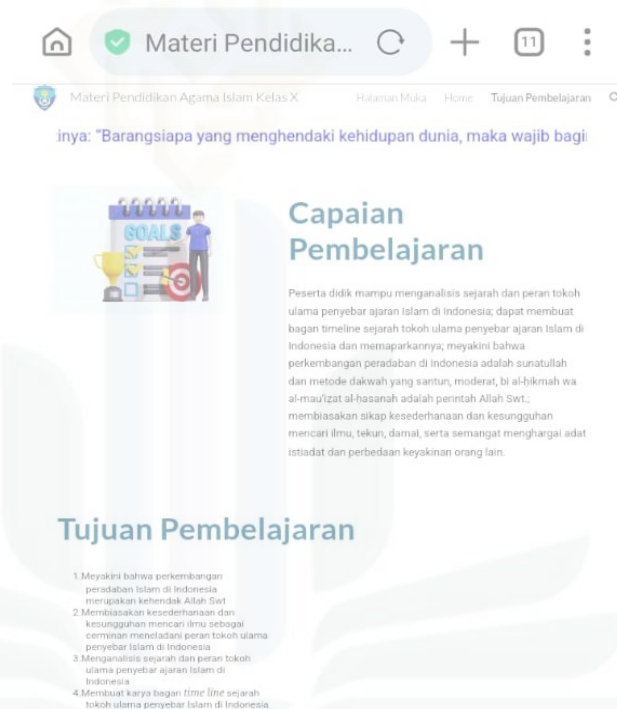 Materi Pendidika...
11
Materi Pendidikan Agama Islam Kelas X
Halaman Muka
Home
Tujuan Pembelajaran
inya: "Barangsiapa yang menghendaki kehidupan dunia, maka wajib bagi
GOALS
Capaian
Pembelajaran
Peserta didik mampu menganalisis sejarah dan peran tokoh
ulama penyebar ajaran Islam di Indonesia; dapat membuat
bagan timeline sejarah tokoh ulama penyebar ajaran Islam di
Indonesia dan memaparkannya; meyakini bahwa
perkembangan peradaban di Indonesia adalah sunatullah
dan metode dakwah yang santun, moderat, bi al-ḥikmah wa
al-mau'izat al-ḥasanah adalah perintah Allah Swt.;
membiasakan sikap kesederhanaan dan kesungguhan
mencari ilmu, tekun, damai, serta semangat menghargai adat
istiadat dan perbedaan keyakinan orang lain.
Tujuan Pembelajaran
1.Meyakini bahwa perkembangan
peradaban Islam di Indonesia
merupakan kehendak Allah Swt
2.Membiasakan kesederhanaan dan
kesungguhan mencari ilmu sebagai
cerminan meneladani peran tokoh ulama
penyebar Islam di Indonesia
3.Menganalisis sejarah dan peran tokoh
ulama penyebar ajaran Islam di
Indonesia
4.Membuat karya bagan time line sejarah
tokoh ulama penyebar Islam di Indonesia